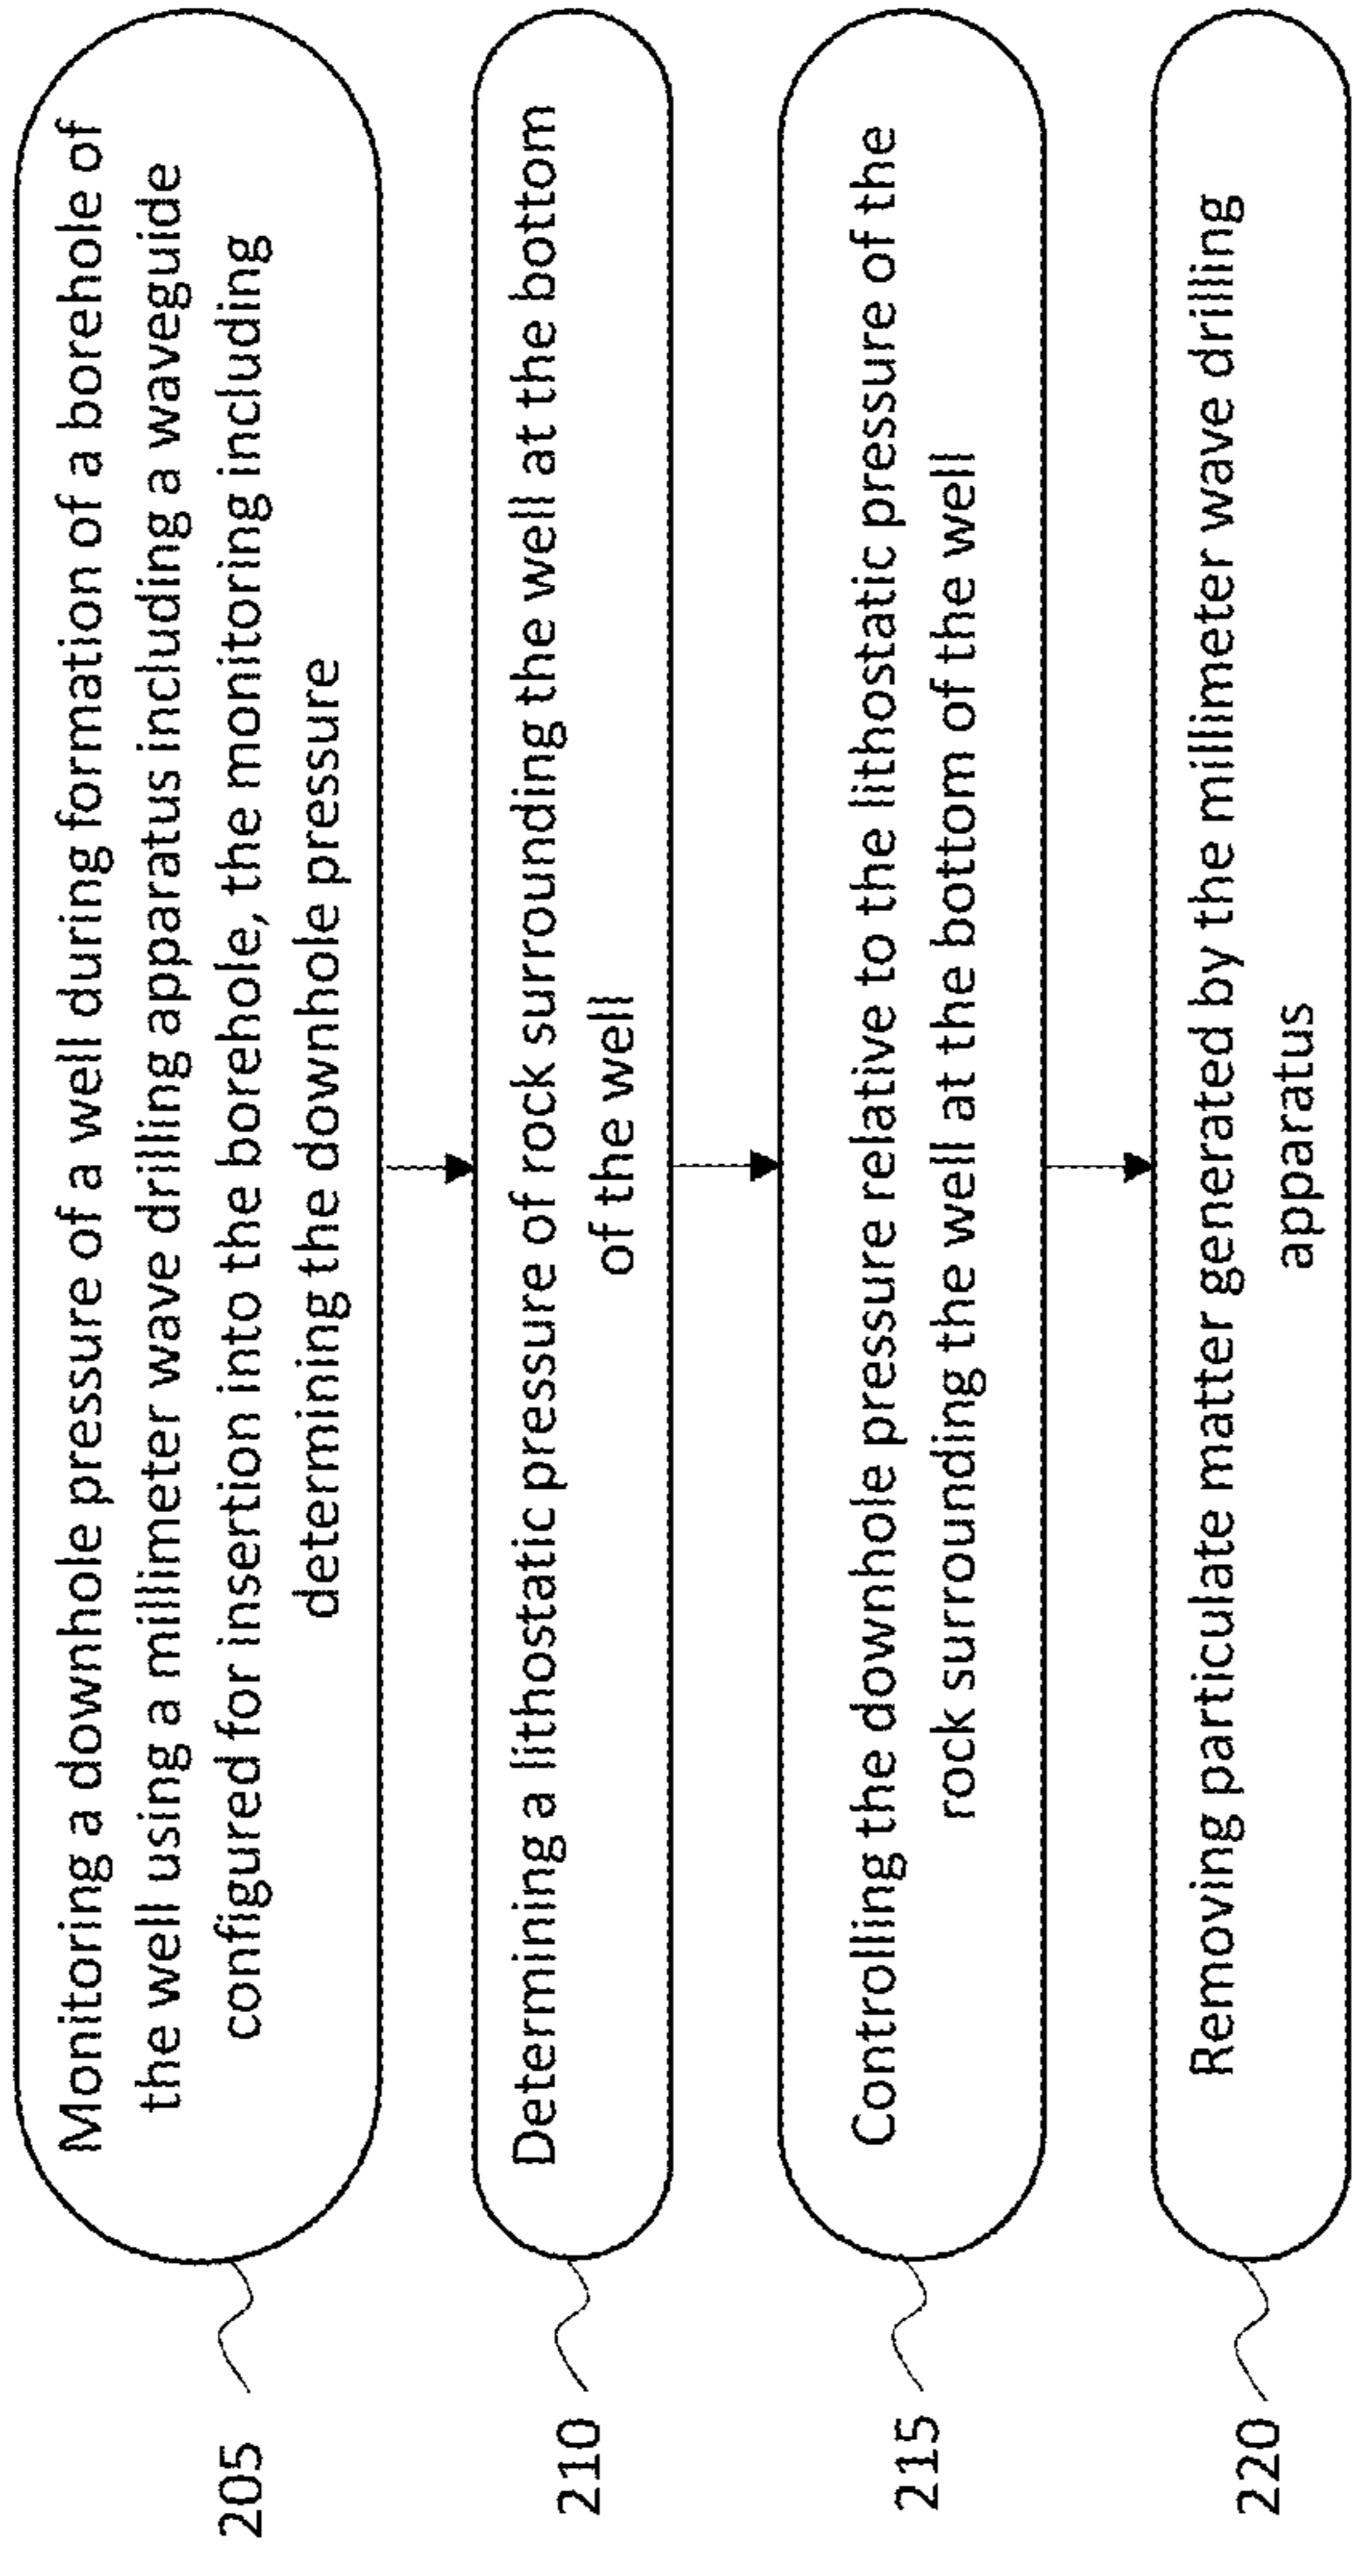 Monitoring a downhole pressure of a well during formation of a borehole of
the well using a millimeter wave drilling apparatus including a waveguide
configured for insertion into the borehole, the monitoring including
determining the downhole pressure
205
Determining a lithostatic pressure of rock surrounding the well at the bottom
of the well
210
Controlling the downhole pressure relative to the lithostatic pressure of the
rock surrounding the well at the bottom of the well
215
Removing particulate matter generated by the millimeter wave drilling
apparatus
220